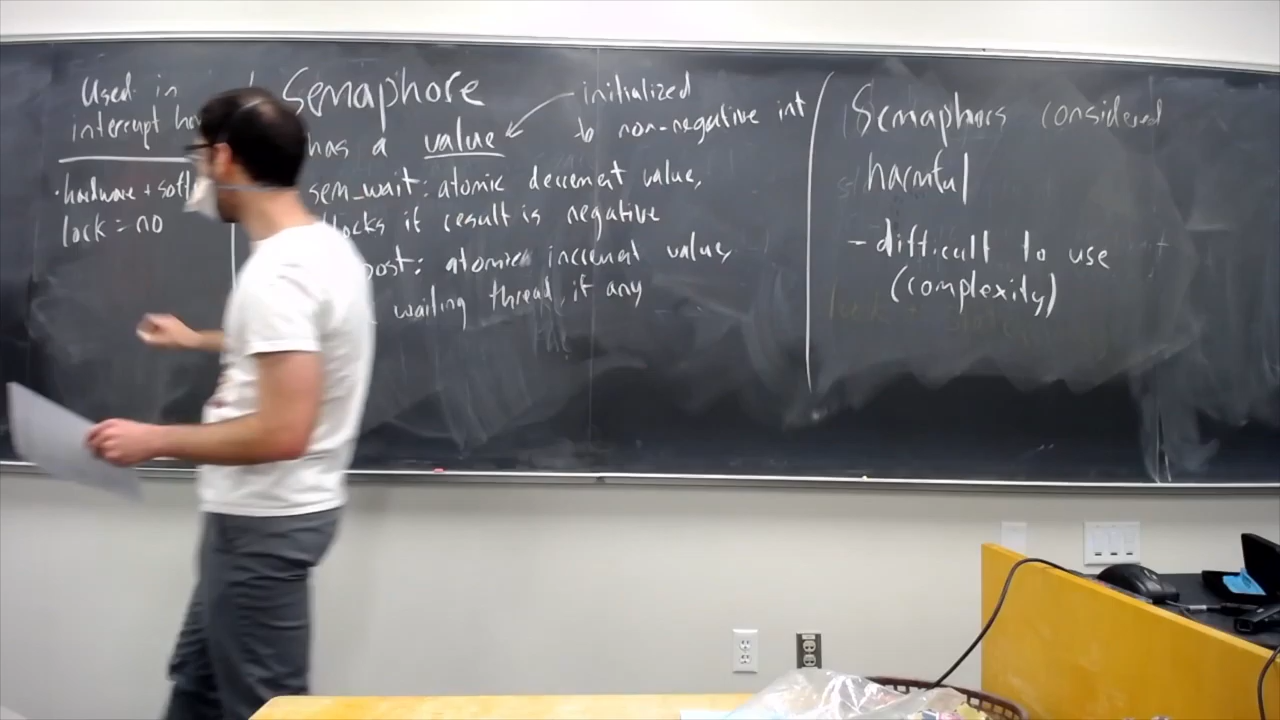 Used in
interrupt
• hardware +
lock = no
Semaphore
has a value
initialized
to non-negative int
sem_wait: atomic decrement value,
blocks if result is negative
post: atomic increment value,
waiting thread, if any
Semaphores considered
harmful
- difficult to use
(complexity)